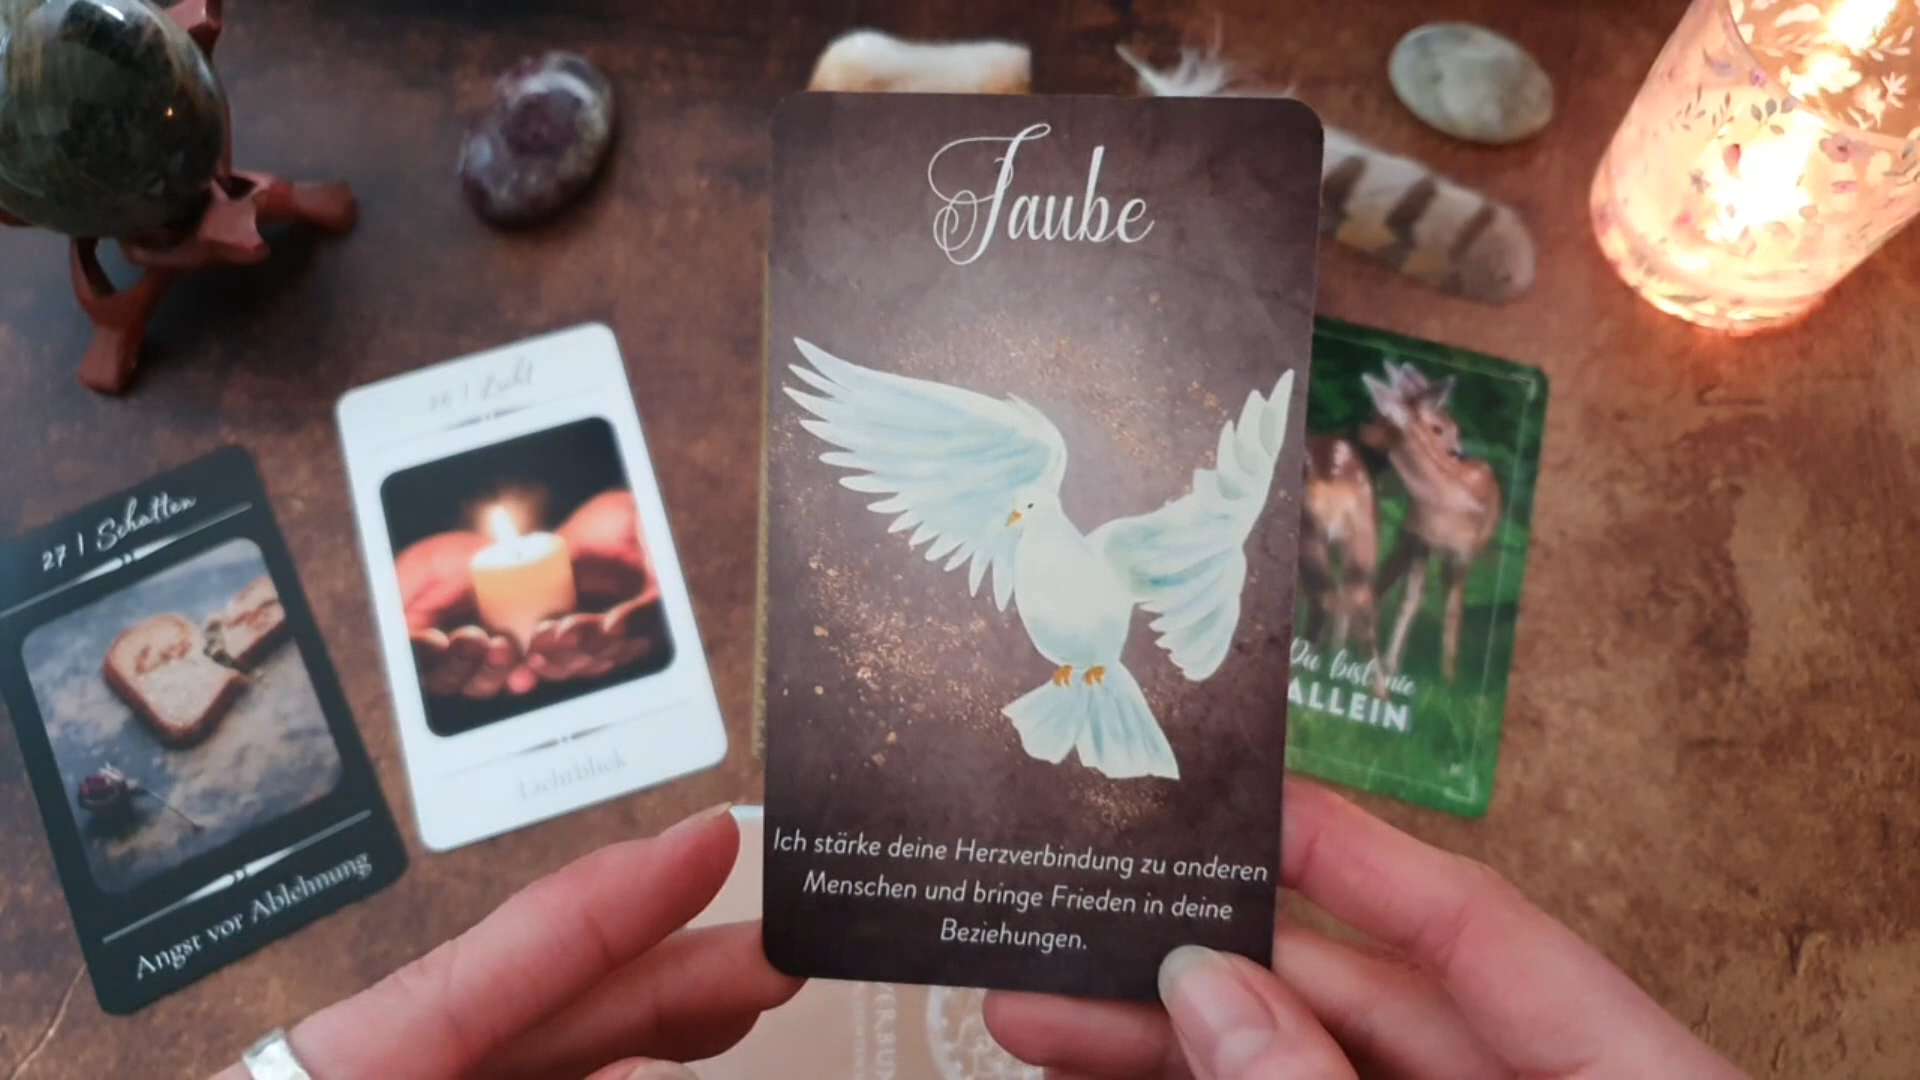 Taube
Ich stärke deine Herzverbindung zu anderen
Menschen und bringe Frieden in deine
Beziehungen.
27 | Schatten
Angst vor Ablehnung
26 | Licht
Lichtblick
Du bist nie
ALLEIN